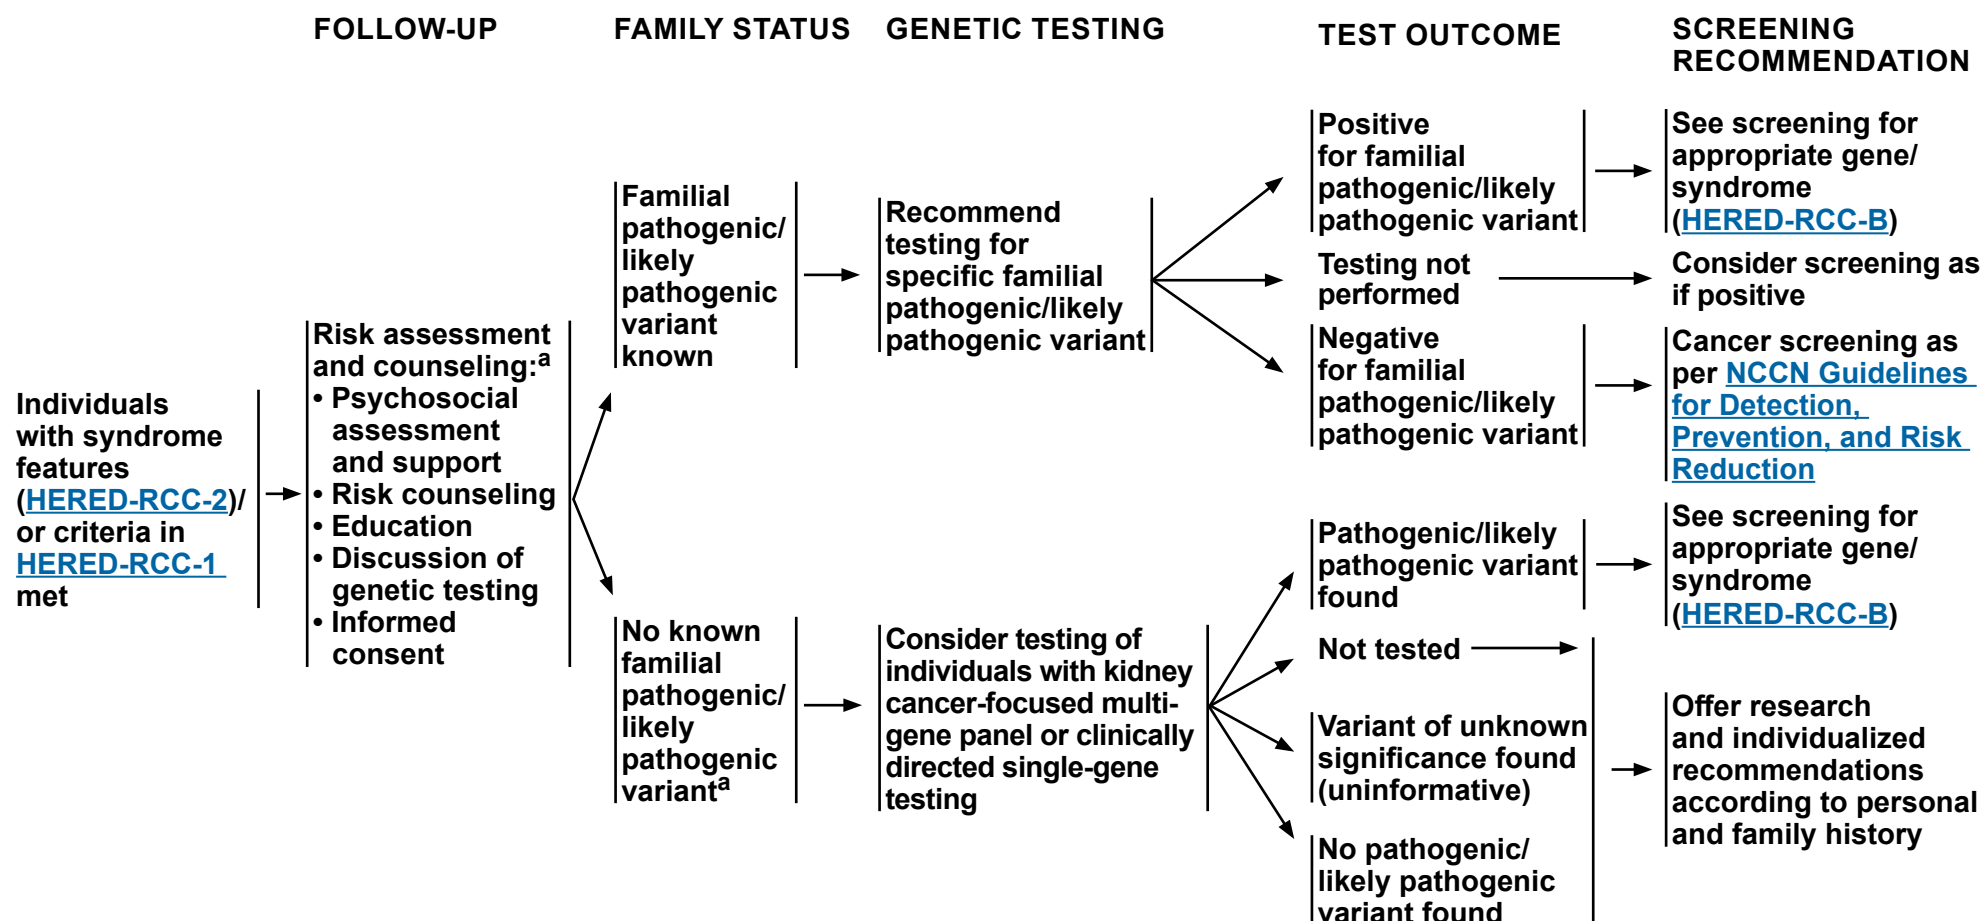 FOLLOW-UP
FAMILY STATUS
GENETIC TESTING
TEST OUTCOME
SCREENING
RECOMMENDATION
Individuals
with syndrome
features
(HERED-RCC-2)/
or criteria in
HERED-RCC-1
met
Risk assessment
and counseling:a
• Psychosocial
assessment
and support
• Risk counseling
• Education
• Discussion of
genetic testing
• Informed
consent
Familial
pathogenic/
likely
pathogenic
variant
known
Recommend
testing for
specific familial
pathogenic/likely
pathogenic variant
Positive
for familial
pathogenic/likely
pathogenic variant
See screening for
appropriate gene/
syndrome
(HERED-RCC-B)
Testing not
performed
Consider screening as
if positive
Negative
for familial
pathogenic/likely
pathogenic variant
Cancer screening as
per NCCN Guidelines
for Detection,
Prevention, and Risk
Reduction
No known
familial
pathogenic/
likely
pathogenic
varianta
Consider testing of
individuals with kidney
cancer-focused multi-
gene panel or clinically
directed single-gene
testing
Pathogenic/likely
pathogenic variant
found
See screening for
appropriate gene/
syndrome
(HERED-RCC-B)
Not tested
Variant of unknown
significance found
(uninformative)
No pathogenic/
likely pathogenic
variant found
Offer research
and individualized
recommendations
according to personal
and family history